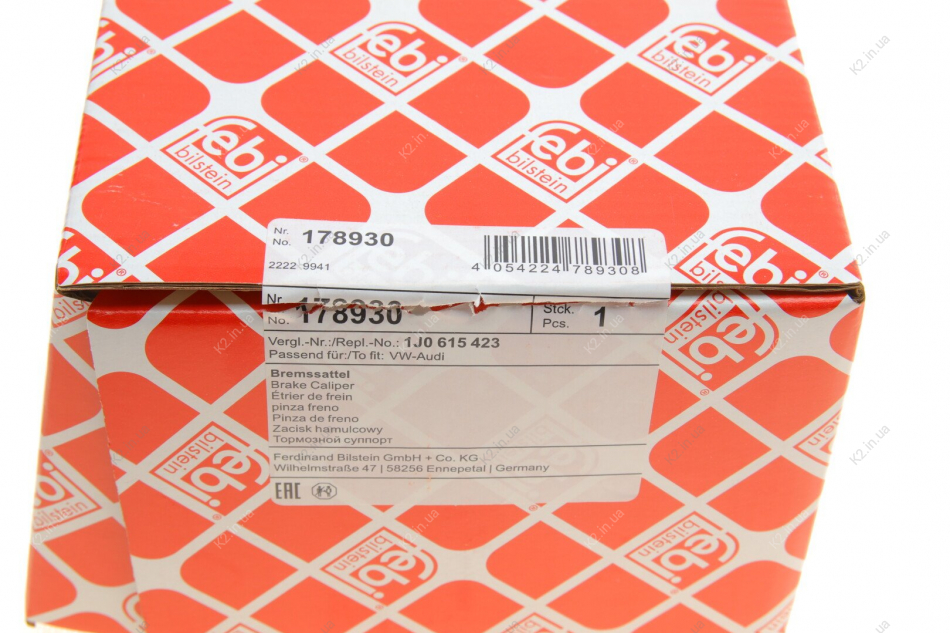 febi
bilstein
Nr.
No. 178930
2222 9941
4 054224 789308
Nr.
No. 178930
Stck.
Pcs. 1
Vergl.-Nr.:/Repl.-No.: 1J0 615 423
Passend für:/To fit: VW-Audi
Bremssattel
Brake Caliper
Étrier de frein
pinza freno
Pinza de freno
Zacisk hamulcowy
Тормозной суппорт
Ferdinand Bilstein GmbH + Co. KG
Wilhelmstraße 47 | 58256 Ennepetal | Germany
EAC
K2.in.ua